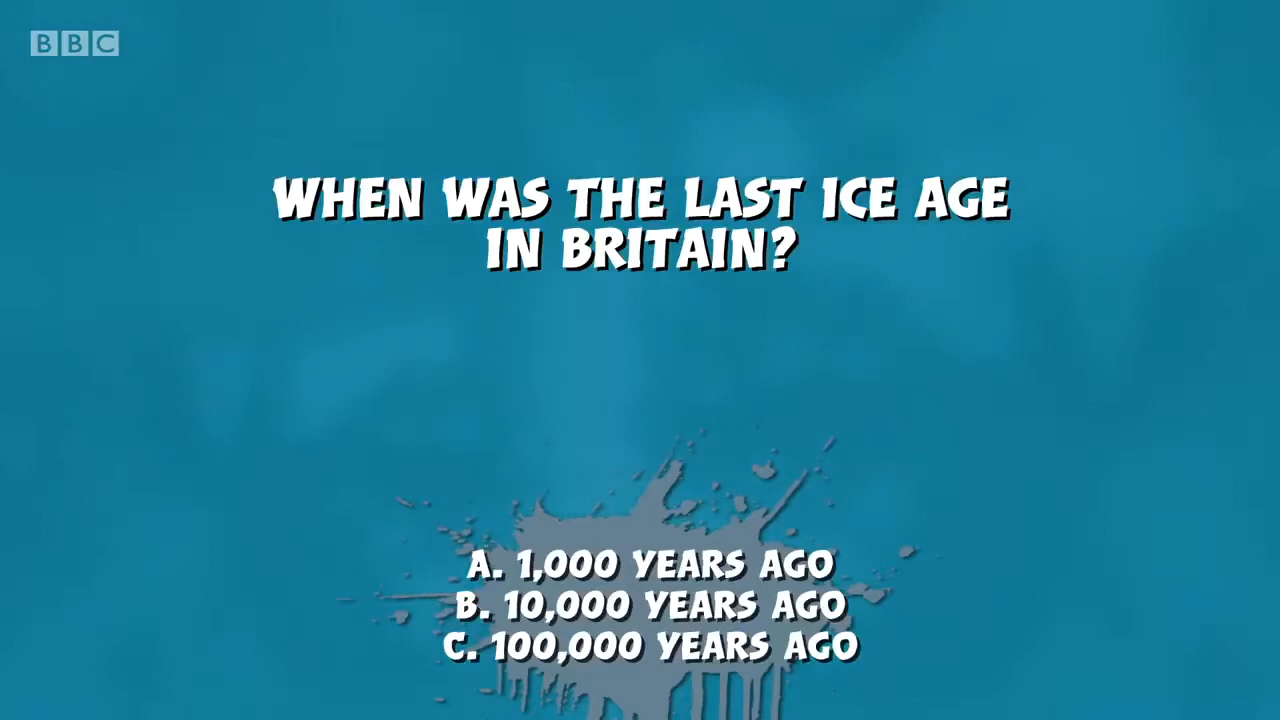 BBC
WHEN WAS THE LAST ICE AGE
IN BRITAIN?
A. 1,000 YEARS AGO
B. 10,000 YEARS AGO
C. 100,000 YEARS AGO